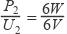 P₂/U₂ = 6W/6V